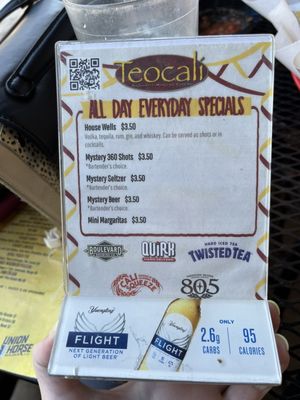 Teocali
ALL DAY EVERYDAY SPECIALS
House Wells $3.50
Vodka, tequila, rum, gin, and whiskey. Can be served as shots or in
cocktails.
Mystery 360 Shots $3.50
*Bartender's choice.
Mystery Seltzer $3.50
*Bartender's choice.
Mystery Beer $3.50
*Bartender's choice.
Mini Margaritas $3.50
BOULEVARD
QUIRK
HARD ICED TEA
TWISTED TEA
CALI
SQUEEZE
805
Yuengling
FLIGHT
NEXT GENERATION
OF LIGHT BEER
FLIGHT
ONLY
2.6g
CARBS
95
CALORIES
UNION
HORSE